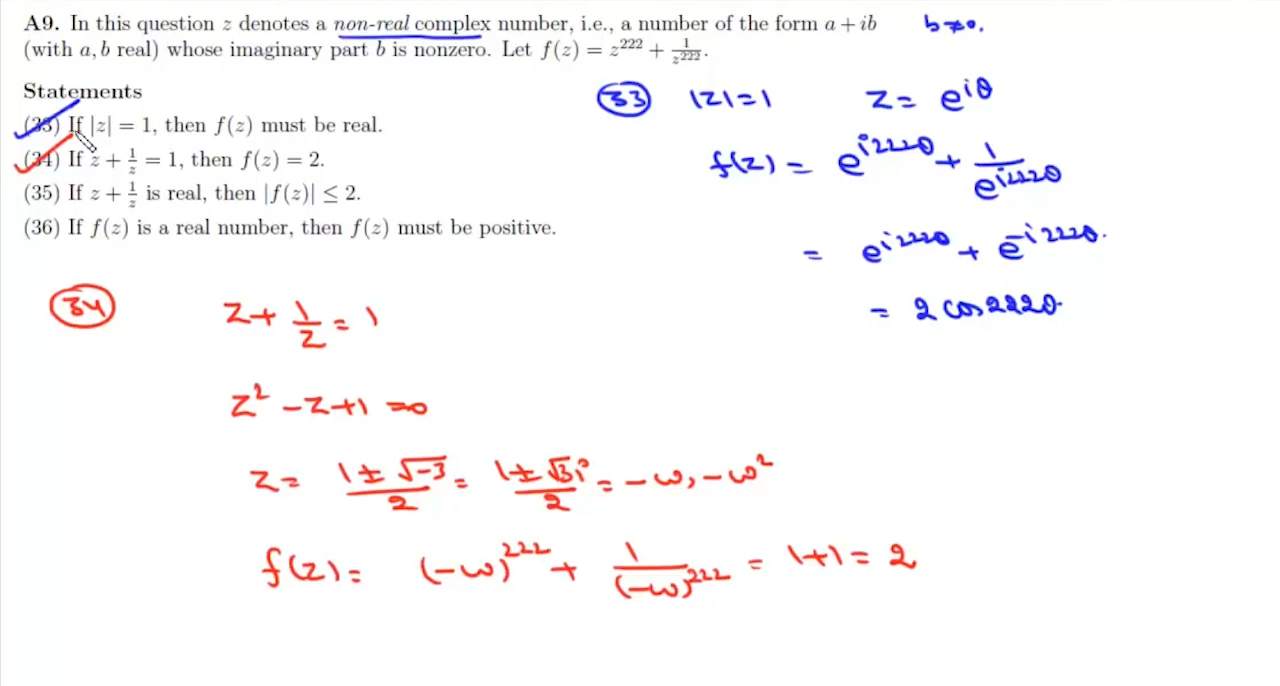 A9. In this question z denotes a non-real complex number, i.e., a number of the form a + ib b≠0.
(with a, b real) whose imaginary part b is nonzero. Let f(z) = z^222 + 1/z^222.
Statements
(33) If |z| = 1, then f(z) must be real.
(34) If z + 1/z = 1, then f(z) = 2.
(35) If z + 1/z is real, then |f(z)| ≤ 2.
(36) If f(z) is a real number, then f(z) must be positive.
33 |z|=1 z = e^iθ
f(z) = e^i222θ + 1/e^i222θ
= e^i222θ + e^-i222θ.
= 2 cos 222θ.
34 z + 1/z = 1
z² - z + 1 = 0
z = (1 ± √-3)/2 = (1 ± √3 i)/2 = -ω, -ω²
f(z) = (-ω)^222 + 1/(-ω)^222 = 1+1 = 2